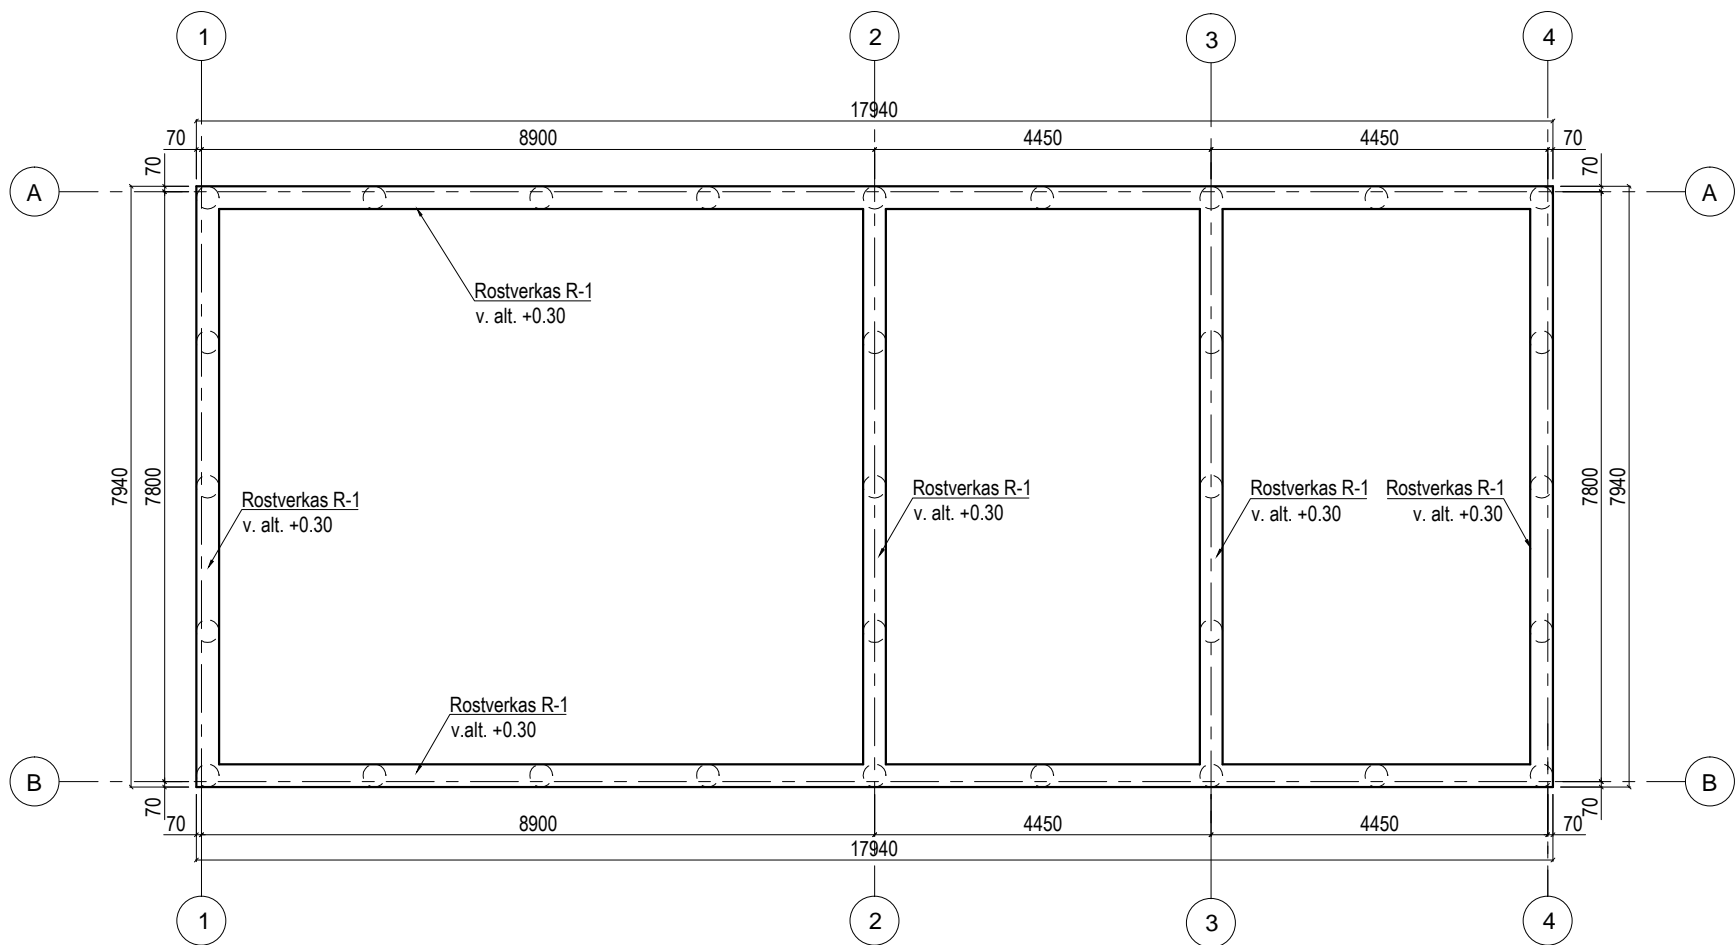 1 2 3 4
17940
70 8900 4450 4450 70
70 70
A A
Rostverkas R-1
v. alt. +0.30
7940 7800 7800 7940
Rostverkas R-1
v. alt. +0.30
Rostverkas R-1
v. alt. +0.30
Rostverkas R-1
v. alt. +0.30
Rostverkas R-1
v. alt. +0.30
Rostverkas R-1
v.alt. +0.30
B B
70 70
70 8900 4450 4450 70
17940
1 2 3 4